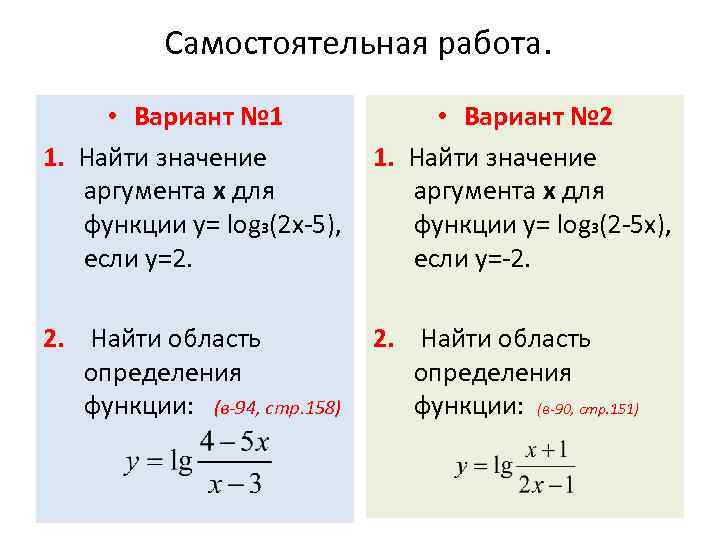 Самостоятельная работа.
• Вариант №1
1. Найти значение
аргумента х для
функции y= log₃(2x-5),
если y=2.
2. Найти область
определения
функции: (в-94, стр.158)
y = lg (4 − 5x)/(x − 3)
• Вариант №2
1. Найти значение
аргумента х для
функции y= log₃(2-5x),
если y=-2.
2. Найти область
определения
функции: (в-90, стр.151)
y = lg (x + 1)/(2x − 1)